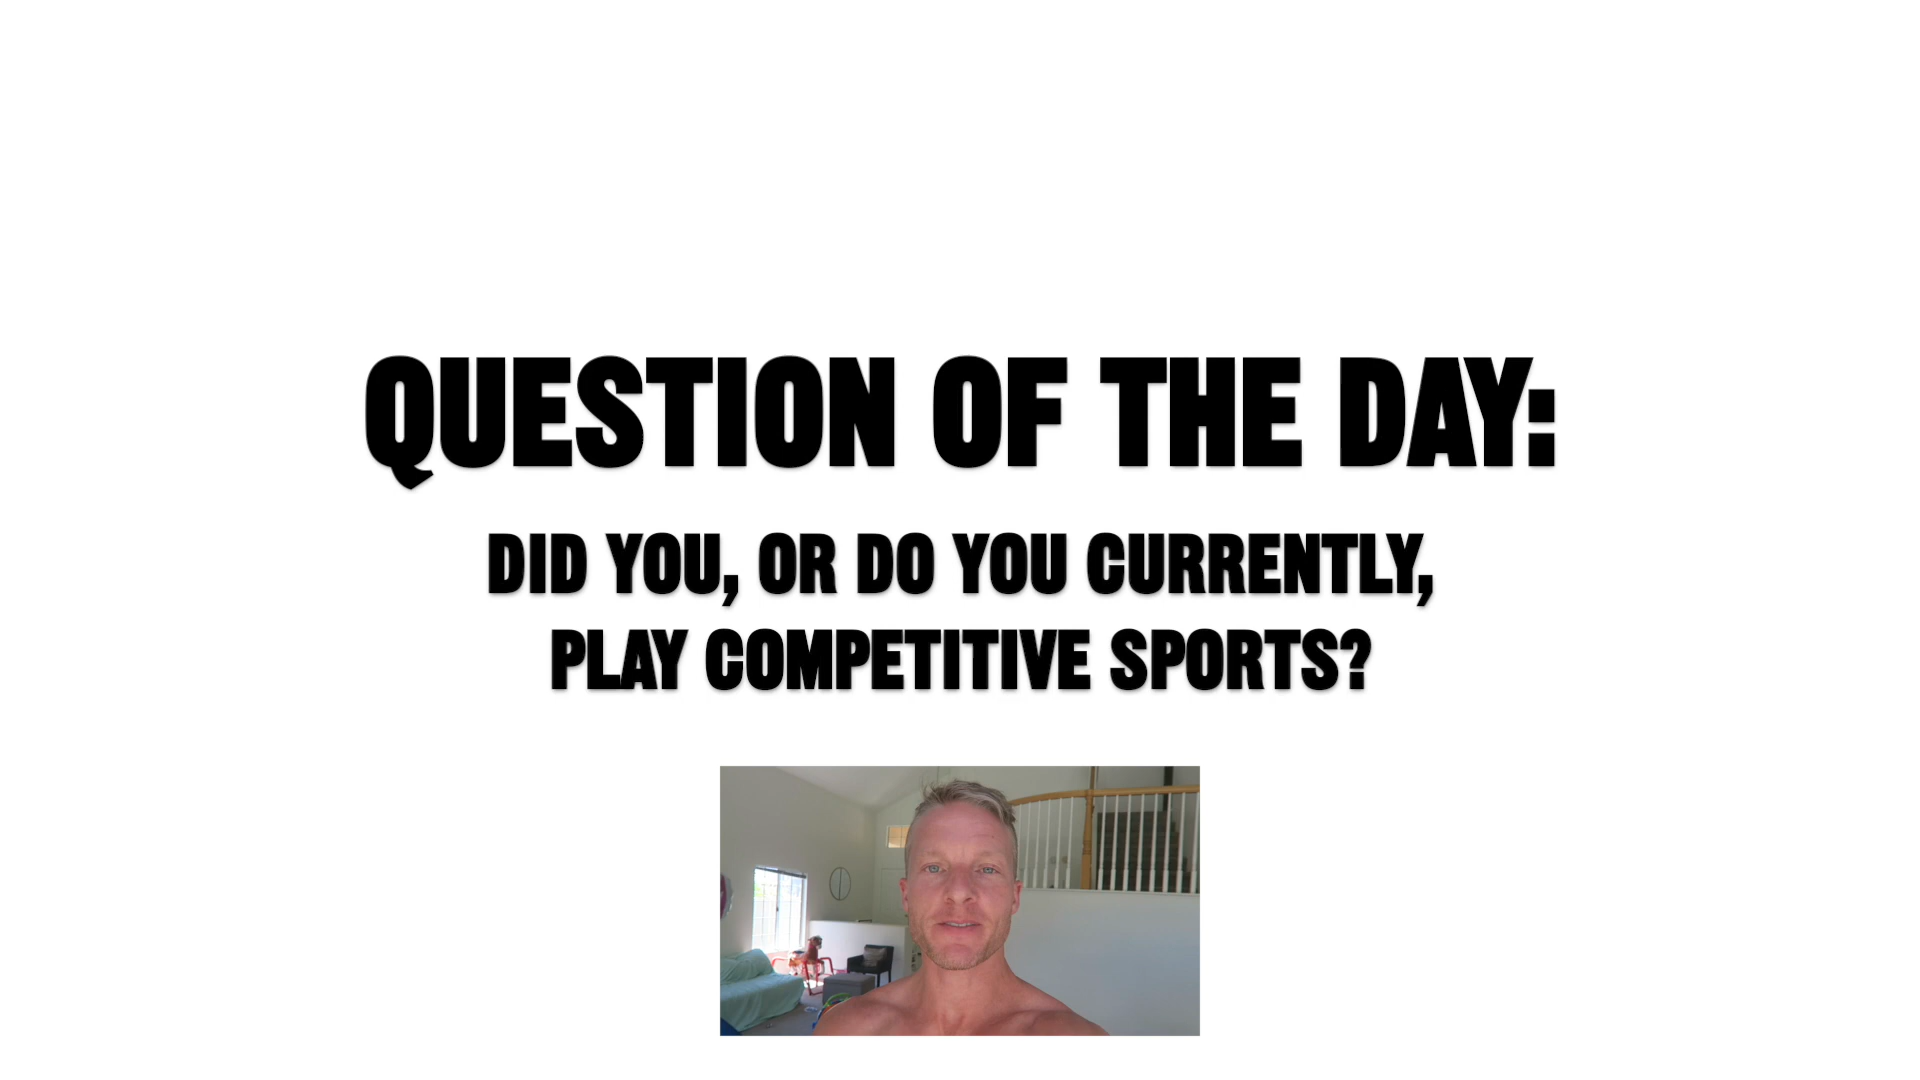 QUESTION OF THE DAY:
DID YOU, OR DO YOU CURRENTLY,
PLAY COMPETITIVE SPORTS?